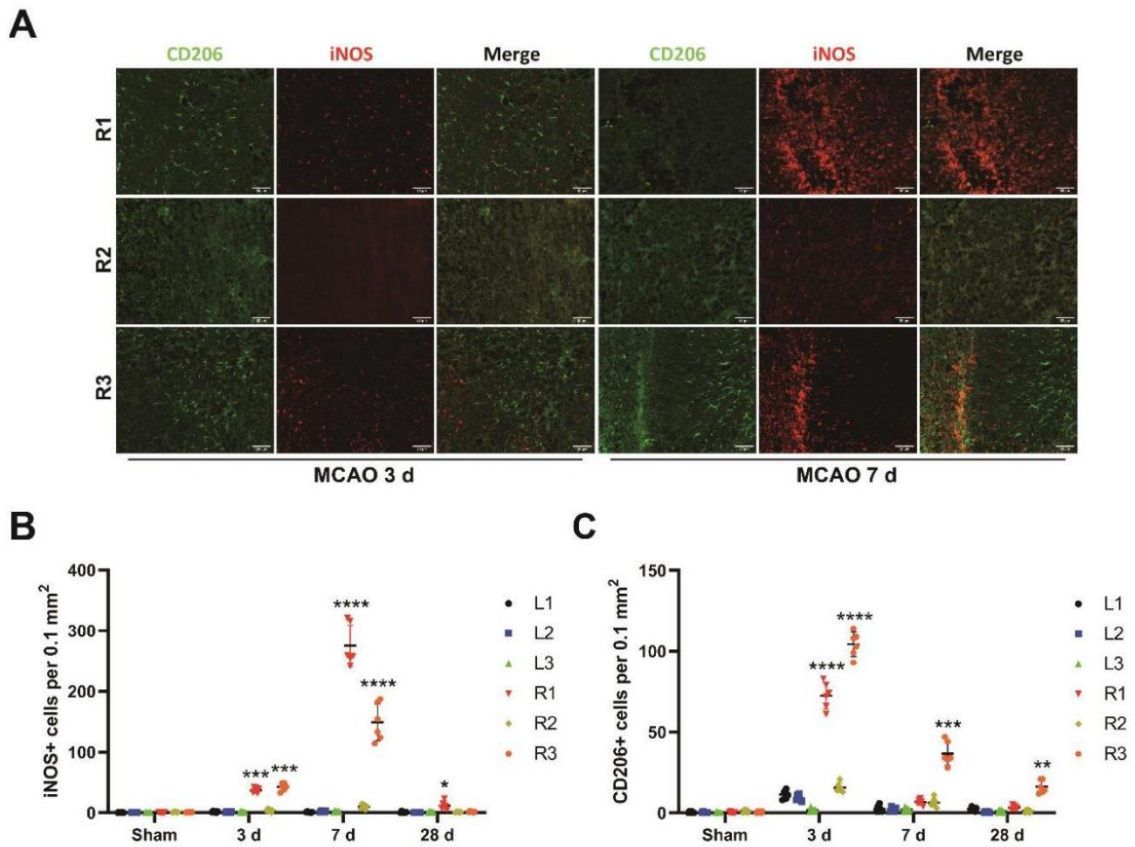 A
CD206 iNOS Merge CD206 iNOS Merge
R1
R2
R3
MCAO 3 d MCAO 7 d
B
iNOS+ cells per 0.1 mm²
400
300
200
100
0
*** *** **** **** *
Sham 3 d 7 d 28 d
L1
L2
L3
R1
R2
R3
C
CD206+ cells per 0.1 mm²
150
100
50
0
**** **** *** **
Sham 3 d 7 d 28 d
L1
L2
L3
R1
R2
R3